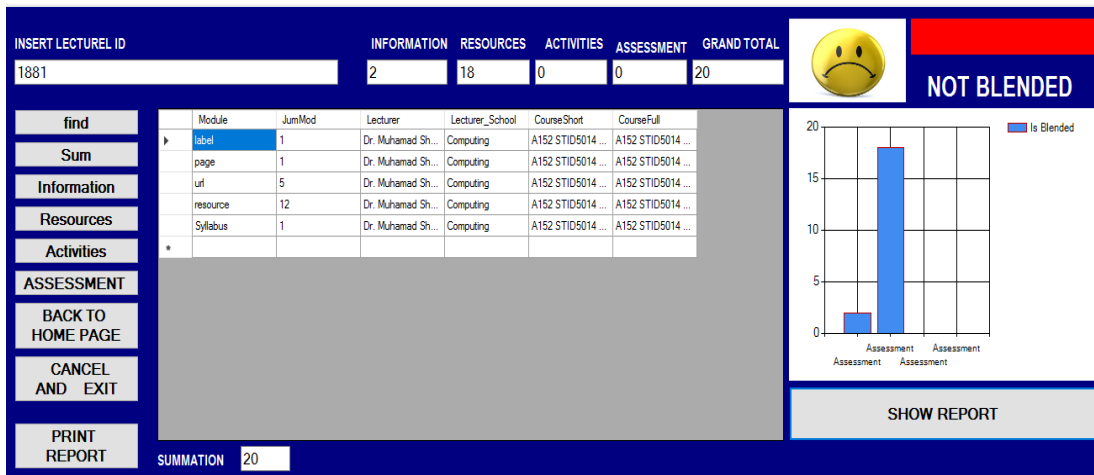 INSERT LECTUREL ID
INFORMATION RESOURCES ACTIVITIES ASSESSMENT GRAND TOTAL
1881 2 18 0 0 20
NOT BLENDED
find
Sum
Information
Resources
Activities
ASSESSMENT
BACK TO
HOME PAGE
CANCEL
AND EXIT
PRINT
REPORT
Module JumMod Lecturer Lecturer_School CourseShort CourseFull
label 1 Dr. Muhamad Sh... Computing A152 STID5014 ... A152 STID5014 ...
page 1 Dr. Muhamad Sh... Computing A152 STID5014 ... A152 STID5014 ...
url 5 Dr. Muhamad Sh... Computing A152 STID5014 ... A152 STID5014 ...
resource 12 Dr. Muhamad Sh... Computing A152 STID5014 ... A152 STID5014 ...
Syllabus 1 Dr. Muhamad Sh... Computing A152 STID5014 ... A152 STID5014 ...
*
SUMMATION 20
20
15
10
5
0
Is Blended
Assessment Assessment
Assessment Assessment
SHOW REPORT